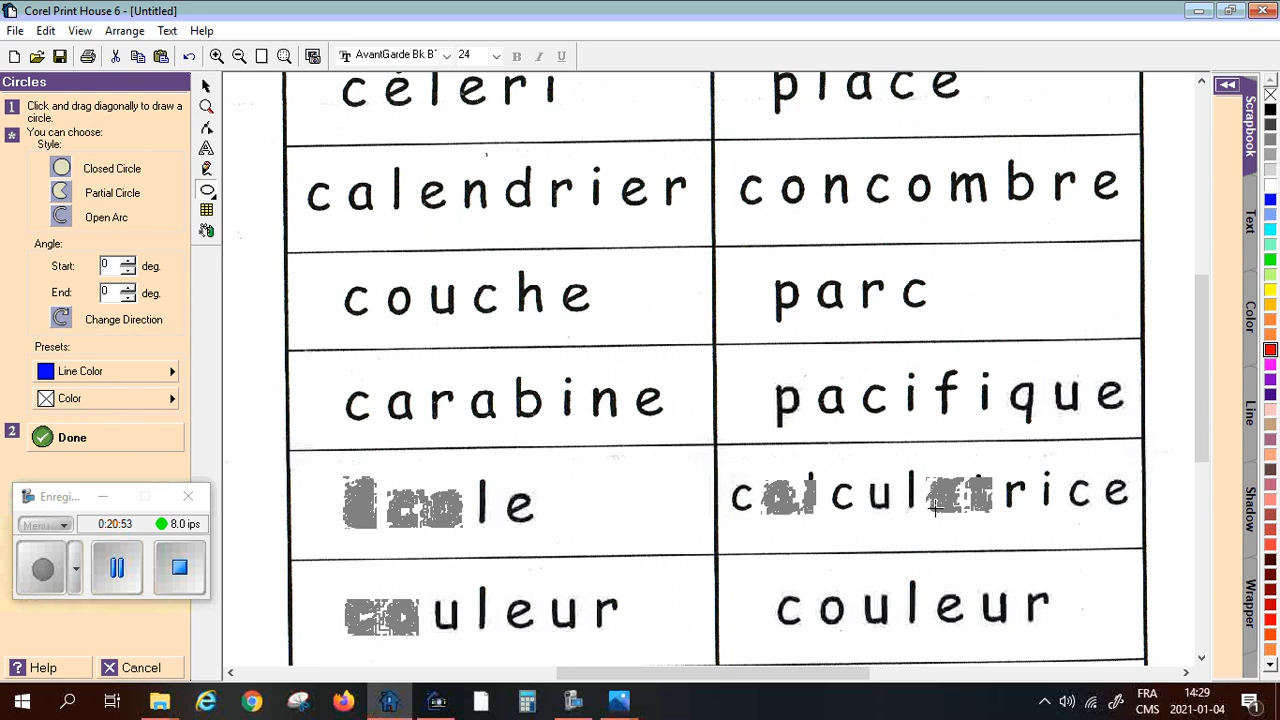 Corel Print House 6 - [Untitled]
File Edit View Arrange Text Help
AvantGarde Bk B 24 B I U
Circles
1 Click and drag diagonally to draw a circle.
* You can choose:
Style:
Closed Circle
Partial Circle
Open Arc
Angle:
Start: 0 deg.
End: 0 deg.
Change Direction
Presets:
Line Color
Color
2 Done
Enregi...
Menu
0:20:53 8.0 ips
Help Cancel
céleri place
calendrier concombre
couche parc
carabine pacifique
le c cul rice
uleur couleur
Scrapbook
Text
Color
Line
Shadow
Wrapper
FRA
CMS
14:29
2021-01-04
1